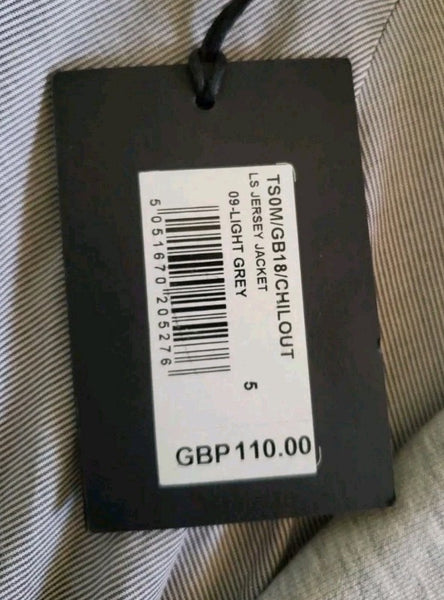 TS0M/GB18/CHILOUT
LS JERSEY JACKET
09-LIGHT GREY
5
5 051670 205276
GBP 110.00